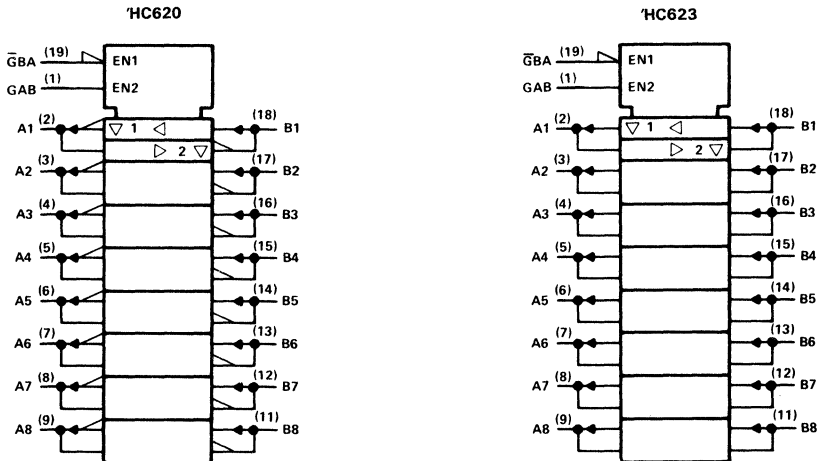 'HC620
G̅BA (19) EN1
GAB (1) EN2
A1 (2) 1 (18) B1
2
A2 (3) (17) B2
A3 (4) (16) B3
A4 (5) (15) B4
A5 (6) (14) B5
A6 (7) (13) B6
A7 (8) (12) B7
A8 (9) (11) B8
'HC623
G̅BA (19) EN1
GAB (1) EN2
A1 (2) 1 (18) B1
2
A2 (3) (17) B2
A3 (4) (16) B3
A4 (5) (15) B4
A5 (6) (14) B5
A6 (7) (13) B6
A7 (8) (12) B7
A8 (9) (11) B8